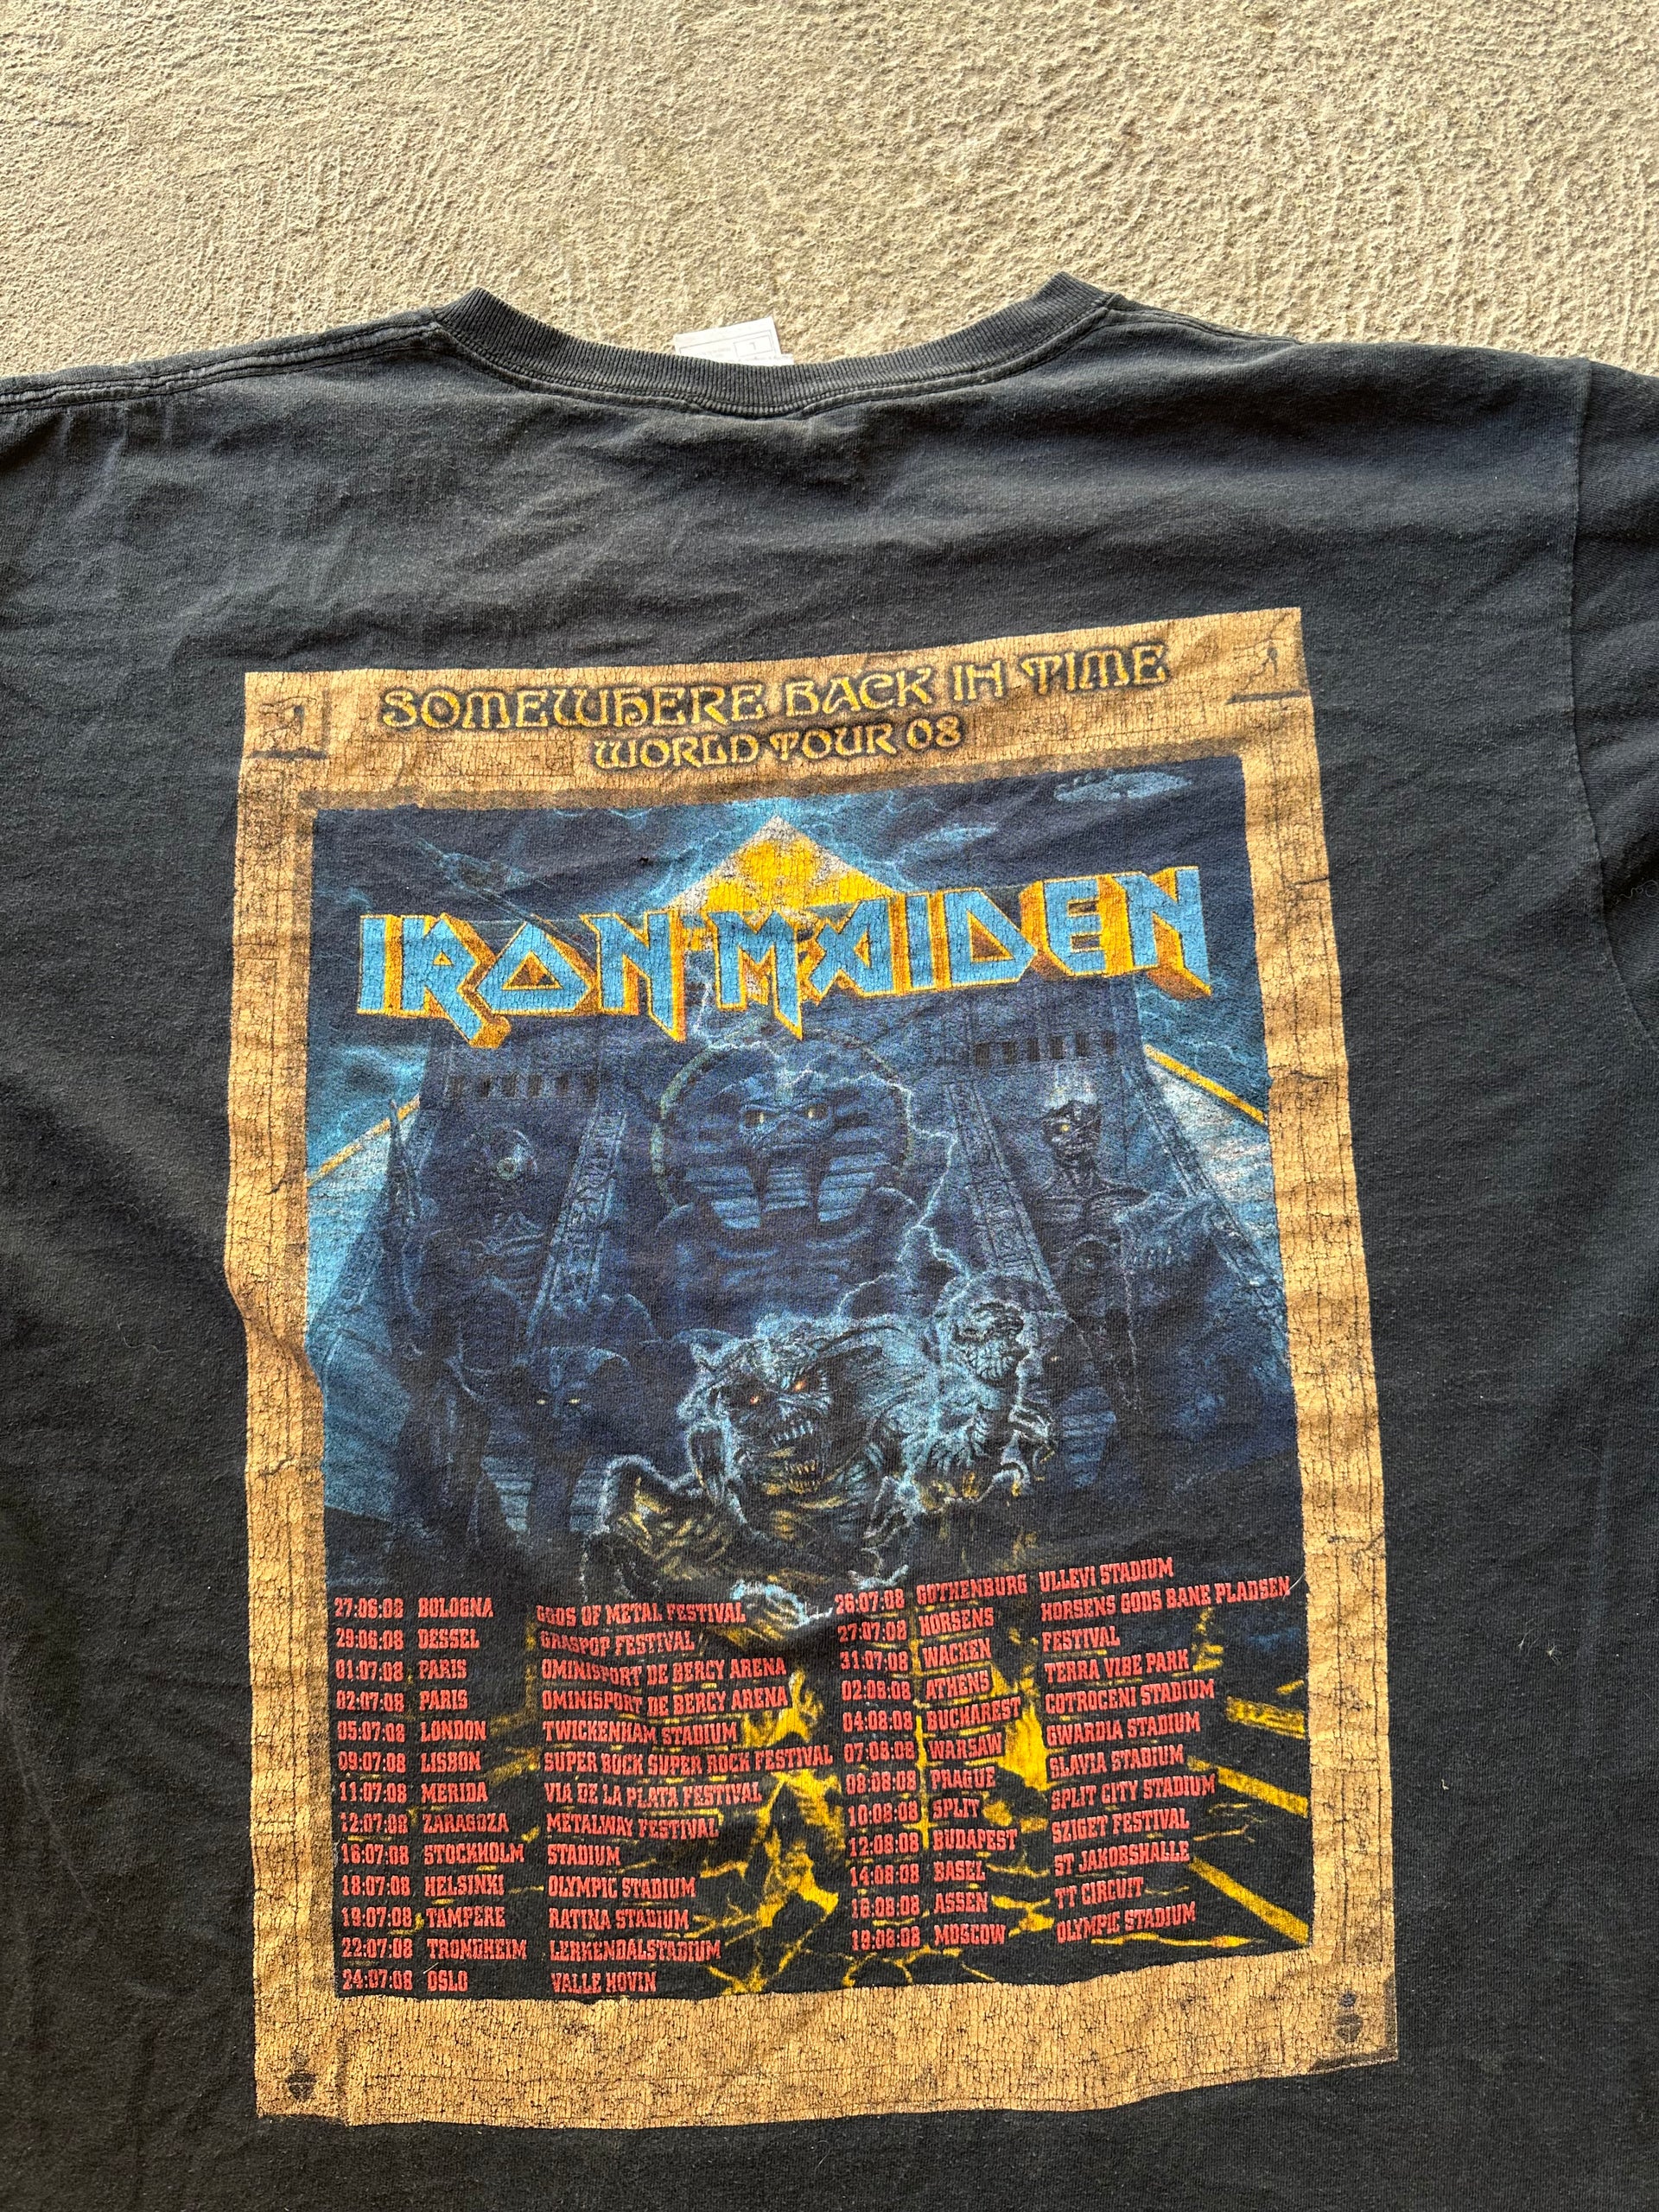 SOMEWHERE BACK IN TIME
WORLD TOUR 08
IRON MAIDEN
27:06:08 BOLOGNA GODS OF METAL FESTIVAL
29:06:08 DESSEL GRASPOP FESTIVAL
01:07:08 PARIS OMINISPORT DE BERCY ARENA
02:07:08 PARIS OMINISPORT DE BERCY ARENA
05:07:08 LONDON TWICKENHAM STADIUM
09:07:08 LISBON SUPER BOCK SUPER ROCK FESTIVAL
11:07:08 MERIDA VIA DE LA PLATA FESTIVAL
12:07:08 ZARAGOZA METALWAY FESTIVAL
16:07:08 STOCKHOLM STADIUM
18:07:08 HELSINKI OLYMPIC STADIUM
19:07:08 TAMPERE RATINA STADIUM
22:07:08 TRONDHEIM LERKENDALSTADIUM
24:07:08 OSLO VALLE HOVIN
26:07:08 GOTHENBURG ULLEVI STADIUM
27:07:08 HORSENS HORSENS GODS BANE PLADSEN
31:07:08 WACKEN FESTIVAL
02:08:08 ATHENS TERRA VIBE PARK
04:08:08 BUCHAREST COTROCENI STADIUM
07:08:08 WARSAW GWARDIA STADIUM
08:08:08 PRAGUE SLAVIA STADIUM
10:08:08 SPLIT SPLIT CITY STADIUM
12:08:08 BUDAPEST SZIGET FESTIVAL
14:08:08 BASEL ST JAKOBSHALLE
16:08:08 ASSEN TT CIRCUIT
19:08:08 MOSCOW OLYMPIC STADIUM